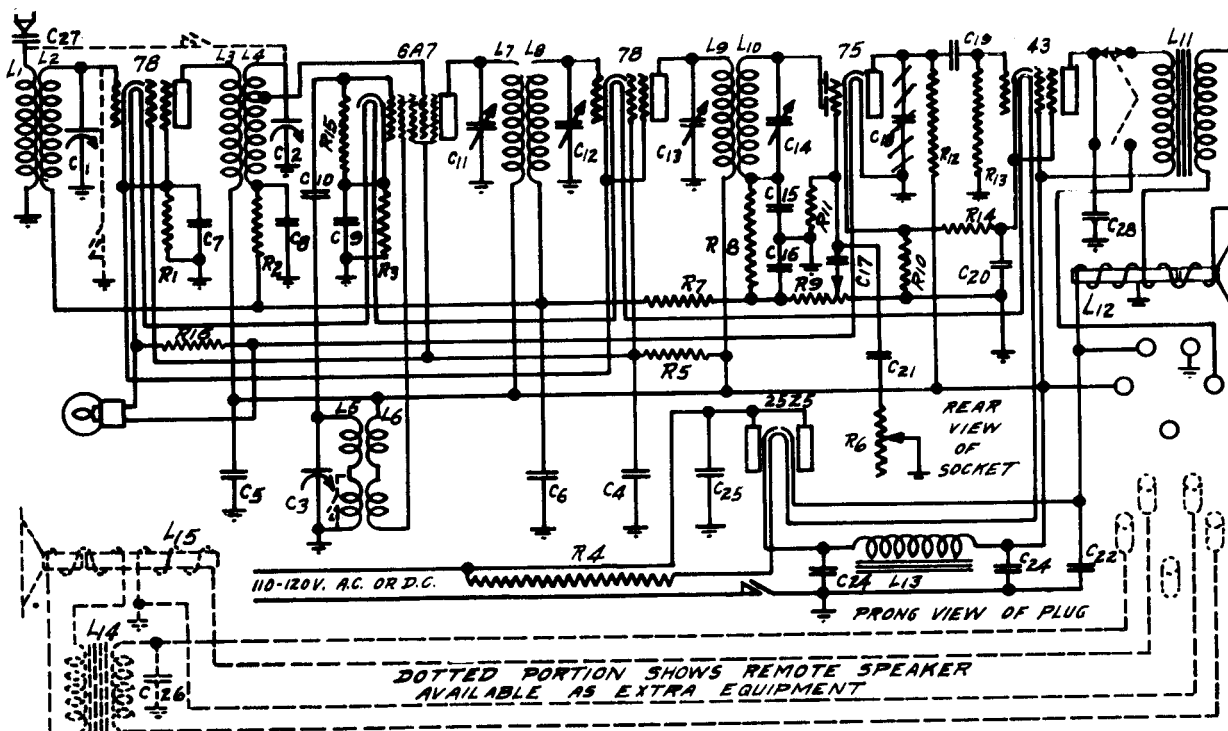 C27
L1
L2
78
L3
L4
6A7
L7
L8
78
L9
L10
75
C19
43
L11
C1
C2
R15
C10
C11
C12
C13
C14
C18
R12
R13
C7
C8
C9
R1
R2
R3
R8
C15
R11
C16
C17
R10
R14
C20
C28
R7
R9
L12
R16
R5
C21
L5
L6
25Z5
R6
REAR
VIEW
OF
SOCKET
C5
C3
C6
C4
C25
L15
R4
110-120V. A.C. OR D.C.
C24
L13
C24
C22
PRONG VIEW OF PLUG
L14
C26
DOTTED PORTION SHOWS REMOTE SPEAKER
AVAILABLE AS EXTRA EQUIPMENT